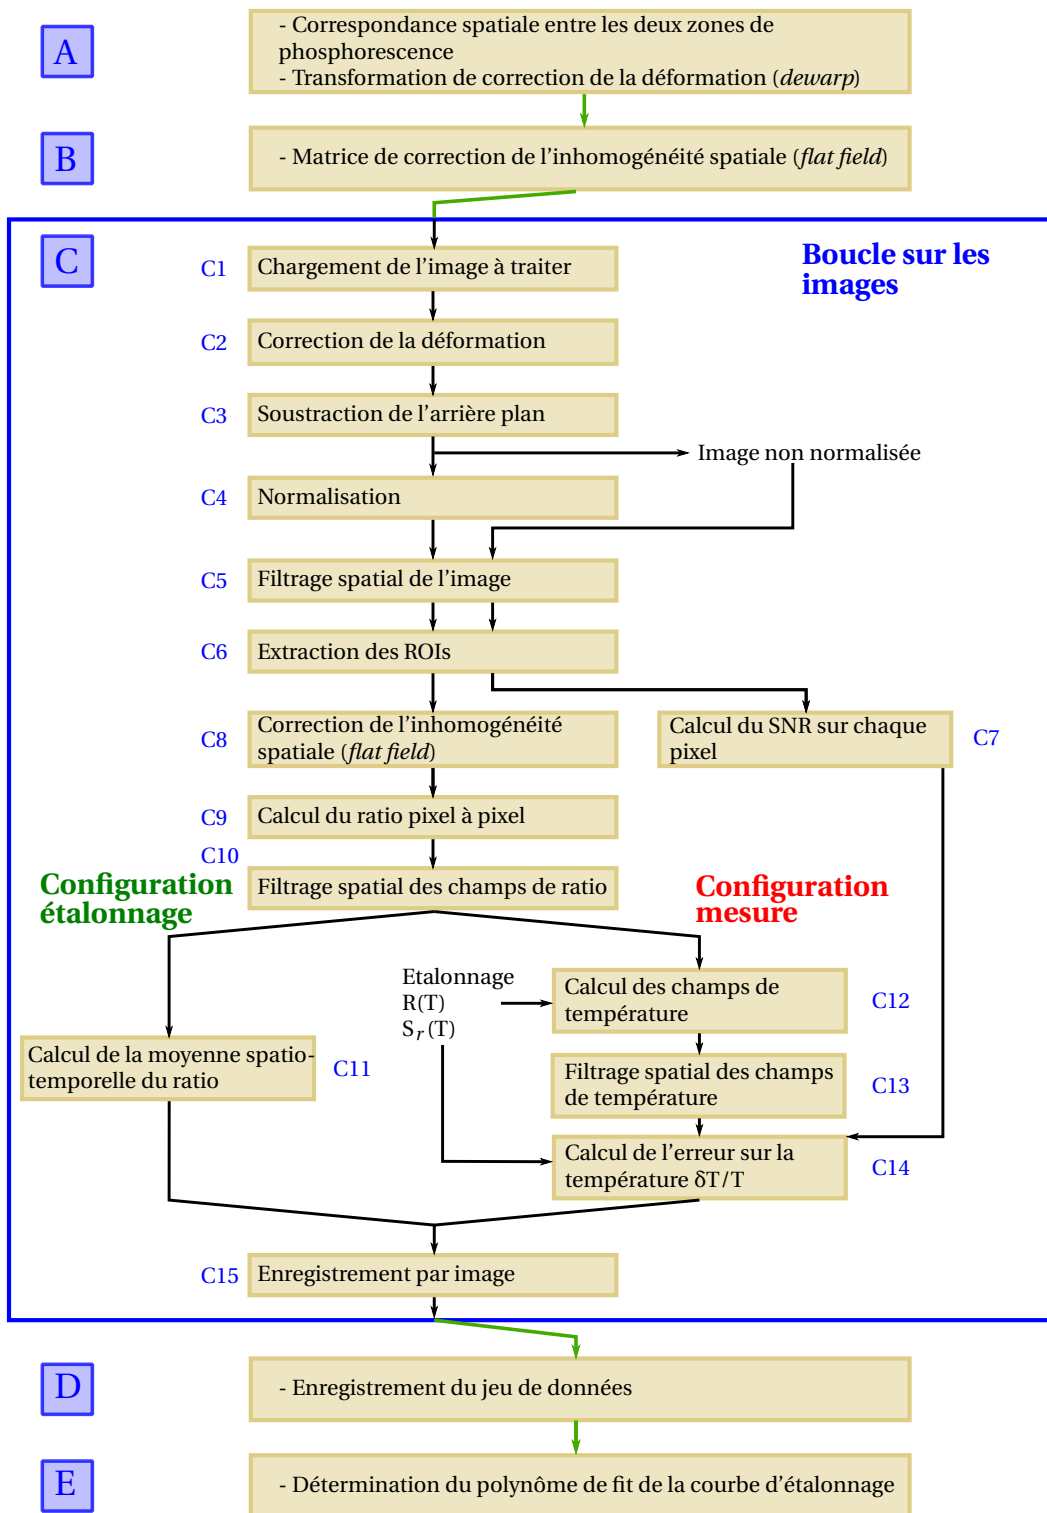 A
- Correspondance spatiale entre les deux zones de
phosphorescence
- Transformation de correction de la déformation (dewarp)
B
- Matrice de correction de l'inhomogénéité spatiale (flat field)
C
Boucle sur les
images
C1
Chargement de l'image à traiter
C2
Correction de la déformation
C3
Soustraction de l'arrière plan
Image non normalisée
C4
Normalisation
C5
Filtrage spatial de l'image
C6
Extraction des ROIs
C8
Correction de l'inhomogénéité
spatiale (flat field)
Calcul du SNR sur chaque
pixel
C7
C9
Calcul du ratio pixel à pixel
C10
Filtrage spatial des champs de ratio
Configuration
étalonnage
Configuration
mesure
Etalonnage
R(T)
S_r(T)
Calcul des champs de
température
C12
Calcul de la moyenne spatio-
temporelle du ratio
C11
Filtrage spatial des champs
de température
C13
Calcul de l'erreur sur la
température δT/T
C14
C15
Enregistrement par image
D
- Enregistrement du jeu de données
E
- Détermination du polynôme de fit de la courbe d'étalonnage